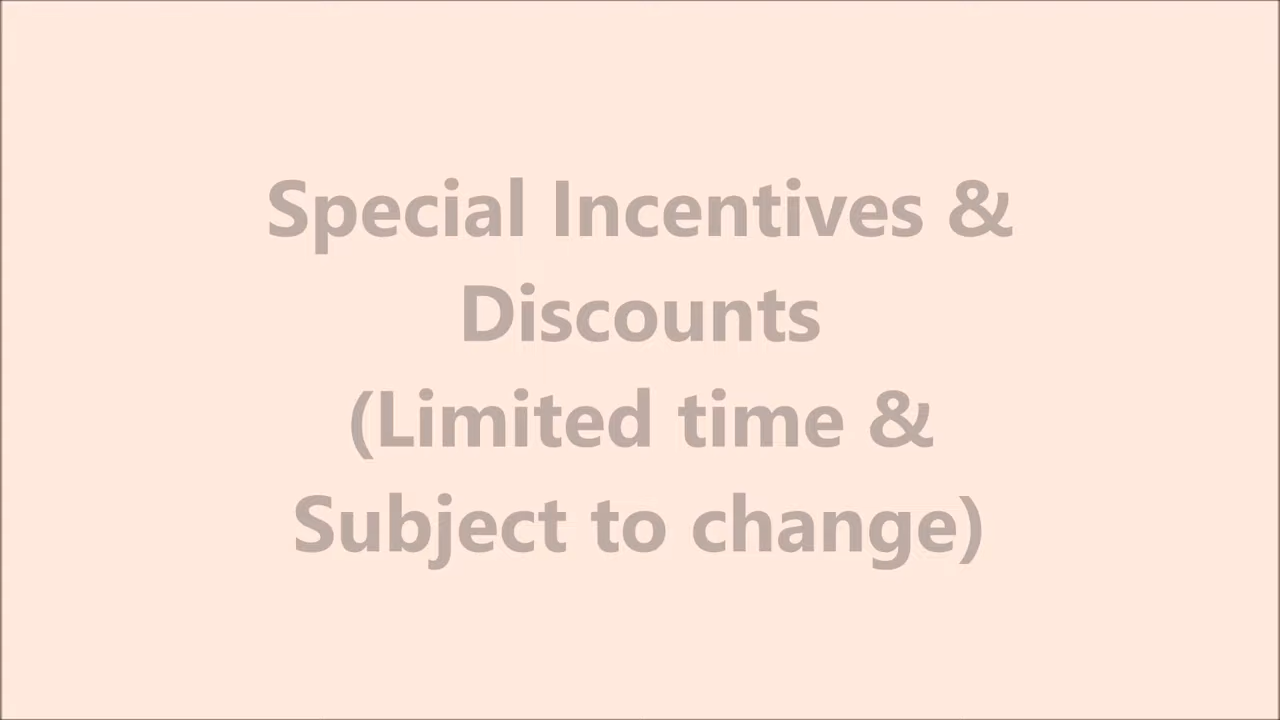 Special Incentives &
Discounts
(Limited time &
Subject to change)